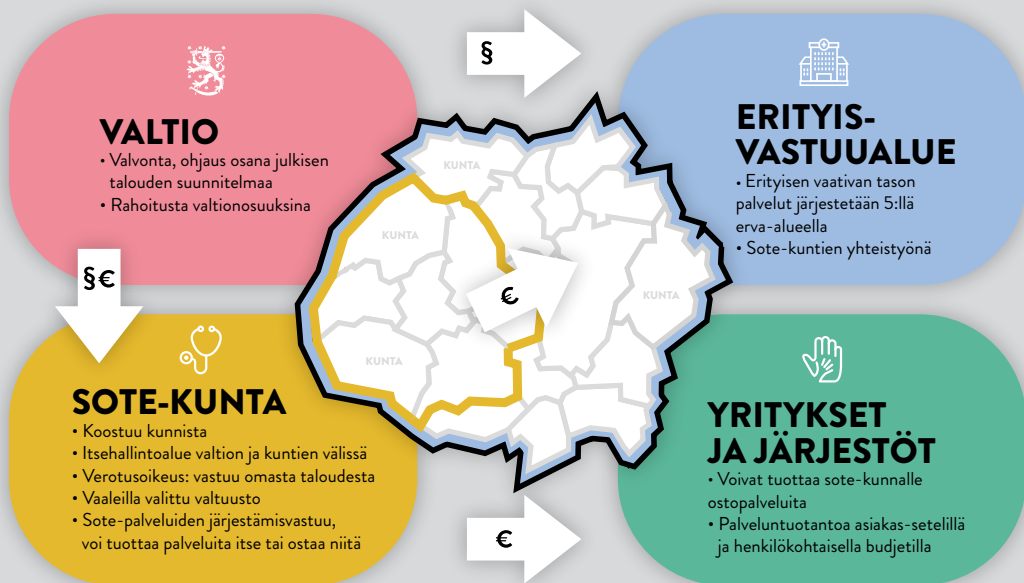 VALTIO
• Valvonta, ohjaus osana julkisen
talouden suunnitelmaa
• Rahoitusta valtionosuuksina
§
ERITYIS-
VASTUUALUE
• Erityisen vaativan tason
palvelut järjestetään 5:llä
erva-alueella
• Sote-kuntien yhteistyönä
§€
KUNTA
KUNTA
€
KUNTA
KUNTA
SOTE-KUNTA
• Koostuu kunnista
• Itsehallintoalue valtion ja kuntien välissä
• Verotusoikeus: vastuu omasta taloudesta
• Vaaleilla valittu valtuusto
• Sote-palveluiden järjestämisvastuu,
voi tuottaa palveluita itse tai ostaa niitä
€
YRITYKSET
JA JÄRJESTÖT
• Voivat tuottaa sote-kunnalle
ostopalveluita
• Palveluntuotantoa asiakas-setelillä
ja henkilökohtaisella budjetilla